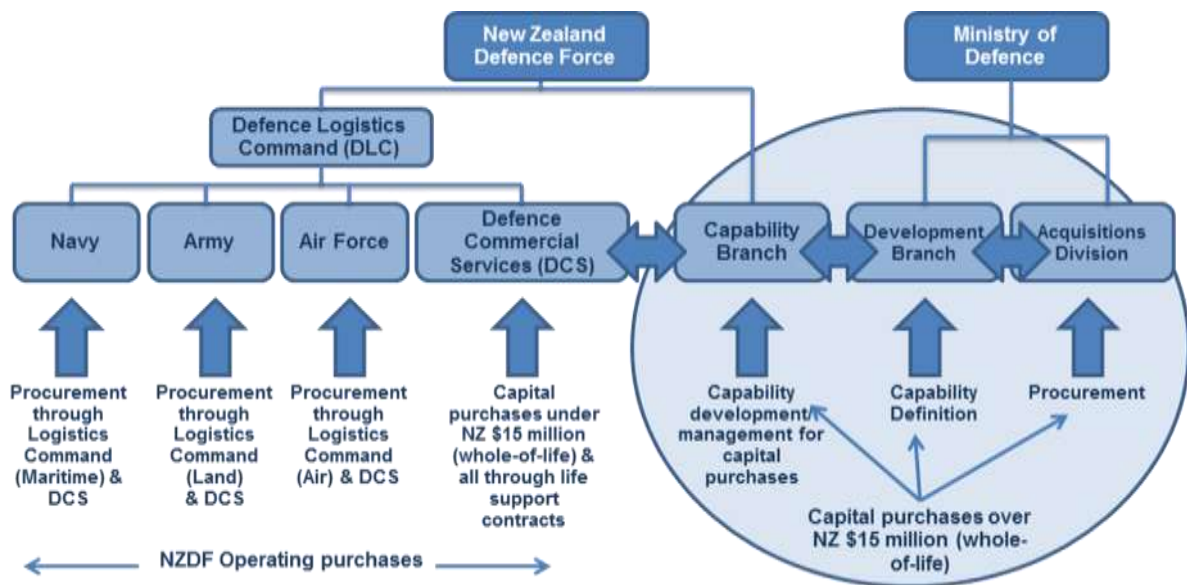 New Zealand
Defence Force
Ministry of
Defence
Defence Logistics
Command (DLC)
Navy
Army
Air Force
Defence
Commercial
Services (DCS)
Capability
Branch
Development
Branch
Acquisitions
Division
Procurement
through
Logistics
Command
(Maritime) &
DCS
Procurement
through
Logistics
Command
(Land)
& DCS
Procurement
through
Logistics
Command
(Air) & DCS
Capital
purchases under
NZ $15 million
(whole-of-life) &
all through life
support
contracts
Capability
development/
management for
capital
purchases
Capability
Definition
Procurement
Capital purchases over
NZ $15 million (whole-
of-life)
NZDF Operating purchases